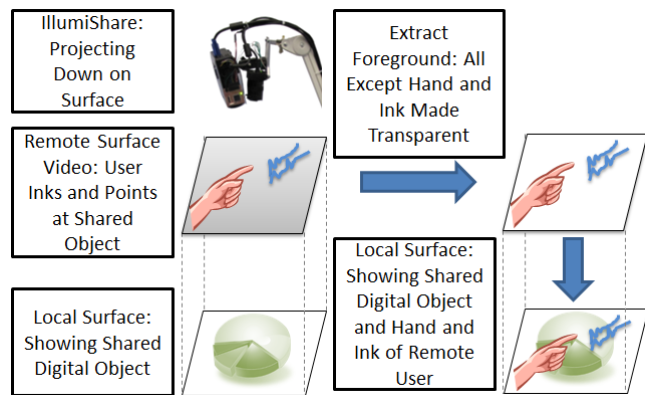 IllumiShare:
Projecting
Down on
Surface
Extract
Foreground: All
Except Hand and
Ink Made
Transparent
Remote Surface
Video: User
Inks and Points
at Shared
Object
Local Surface:
Showing Shared
Digital Object
and Hand and
Ink of Remote
User
Local Surface:
Showing Shared
Digital Object